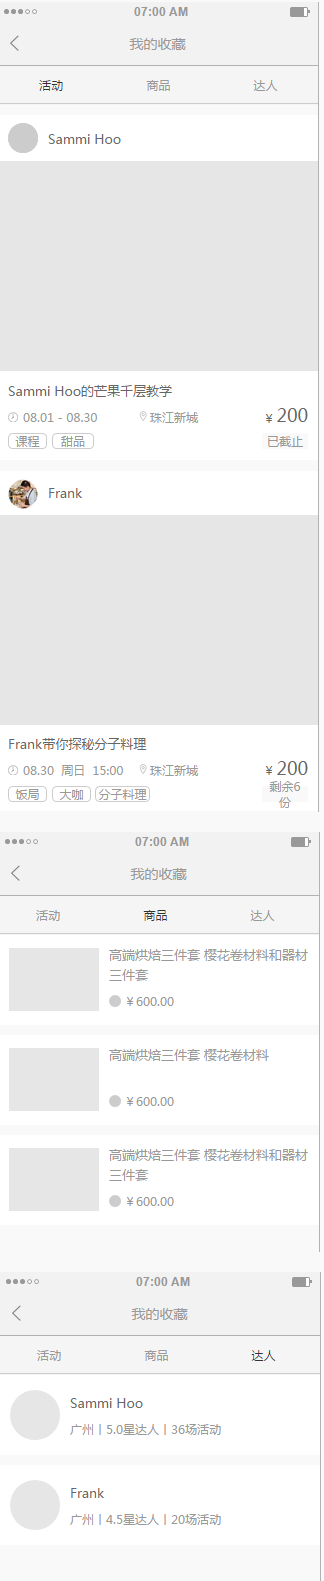 07:00 AM
我的收藏
活动 商品 达人
Sammi Hoo
Sammi Hoo的芒果千层教学
08.01 - 08.30 珠江新城 ¥ 200
课程 甜品 已截止
Frank
Frank带你探秘分子料理
08.30 周日 15:00 珠江新城 ¥ 200
饭局 大咖 分子料理 剩余6
份
07:00 AM
我的收藏
活动 商品 达人
高端烘焙三件套 樱花卷材料和器材
三件套
¥600.00
高端烘焙三件套 樱花卷材料
¥600.00
高端烘焙三件套 樱花卷材料和器材
三件套
¥600.00
07:00 AM
我的收藏
活动 商品 达人
Sammi Hoo
广州丨5.0星达人丨36场活动
Frank
广州丨4.5星达人丨20场活动